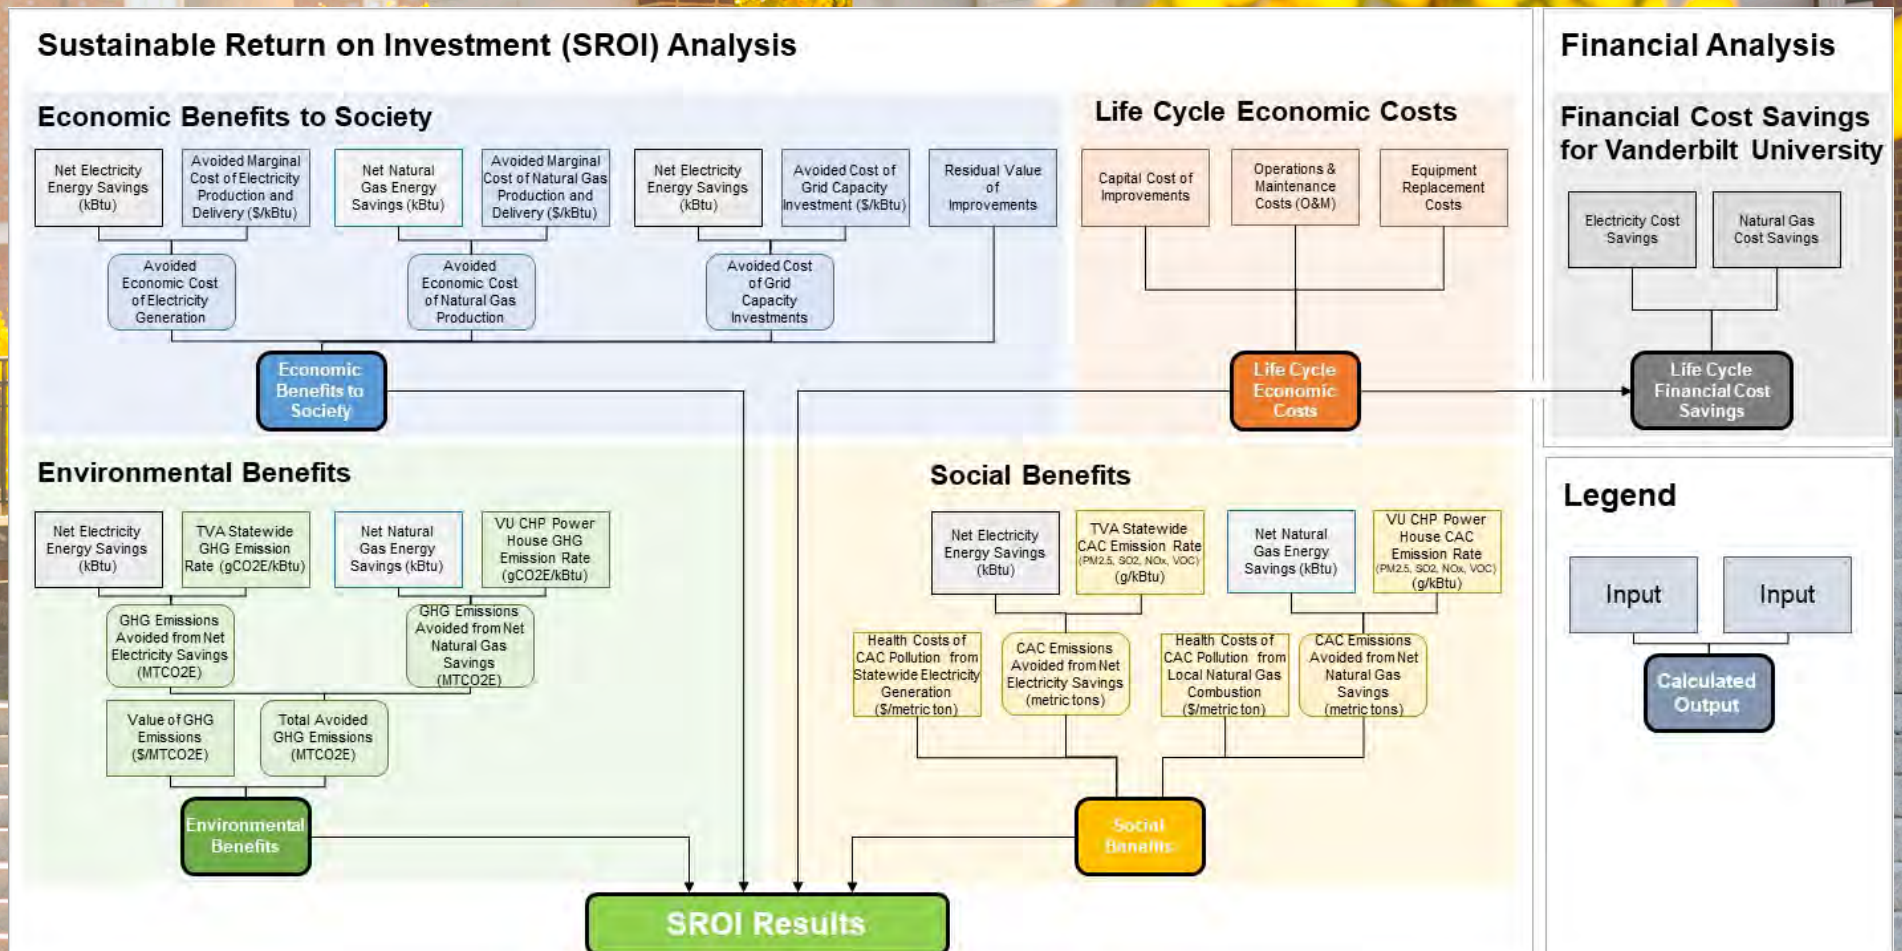 Sustainable Return on Investment (SROI) Analysis
Economic Benefits to Society
Net Electricity
Energy Savings
(kBtu)
Avoided Marginal
Cost of Electricity
Production and
Delivery ($/kBtu)
Net Natural
Gas Energy
Savings (kBtu)
Avoided Marginal
Cost of Natural Gas
Production and
Delivery ($/kBtu)
Net Electricity
Energy Savings
(kBtu)
Avoided Cost of
Grid Capacity
Investment ($/kBtu)
Residual Value
of
Improvements
Avoided
Economic Cost
of Electricity
Generation
Avoided
Economic Cost
of Natural Gas
Production
Avoided Cost
of Grid
Capacity
Investments
Economic
Benefits to
Society
Life Cycle Economic Costs
Capital Cost of
Improvements
Operations &
Maintenance
Costs (O&M)
Equipment
Replacement
Costs
Life Cycle
Economic
Costs
Financial Analysis
Financial Cost Savings
for Vanderbilt University
Electricity Cost
Savings
Natural Gas
Cost Savings
Life Cycle
Financial Cost
Savings
Environmental Benefits
Net Electricity
Energy Savings
(kBtu)
TVA Statewide
GHG Emission
Rate (gCO2E/kBtu)
Net Natural
Gas Energy
Savings (kBtu)
VU CHP Power
House GHG
Emission Rate
(gCO2E/kBtu)
GHG Emissions
Avoided from Net
Electricity Savings
(MTCO2E)
GHG Emissions
Avoided from Net
Natural Gas
Savings
(MTCO2E)
Value of GHG
Emissions
($/MTCO2E)
Total Avoided
GHG Emissions
(MTCO2E)
Environmental
Benefits
Social Benefits
Net Electricity
Energy Savings
(kBtu)
TVA Statewide
CAC Emission Rate
(PM2.5, SO2, NOx, VOC)
(g/kBtu)
Net Natural
Gas Energy
Savings (kBtu)
VU CHP Power
House CAC
Emission Rate
(PM2.5, SO2, NOx, VOC)
(g/kBtu)
Health Costs of
CAC Pollution from
Statewide Electricity
Generation
($/metric ton)
CAC Emissions
Avoided from Net
Electricity Savings
(metric tons)
Health Costs of
CAC Pollution from
Local Natural Gas
Combustion
($/metric ton)
CAC Emissions
Avoided from Net
Natural Gas
Savings
(metric tons)
Social
Benefits
SROI Results
Legend
Input
Input
Calculated
Output